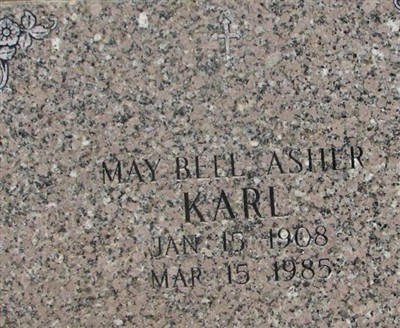 MAY BELL ASHER
KARL
JAN 15 1908
MAR 15 1985